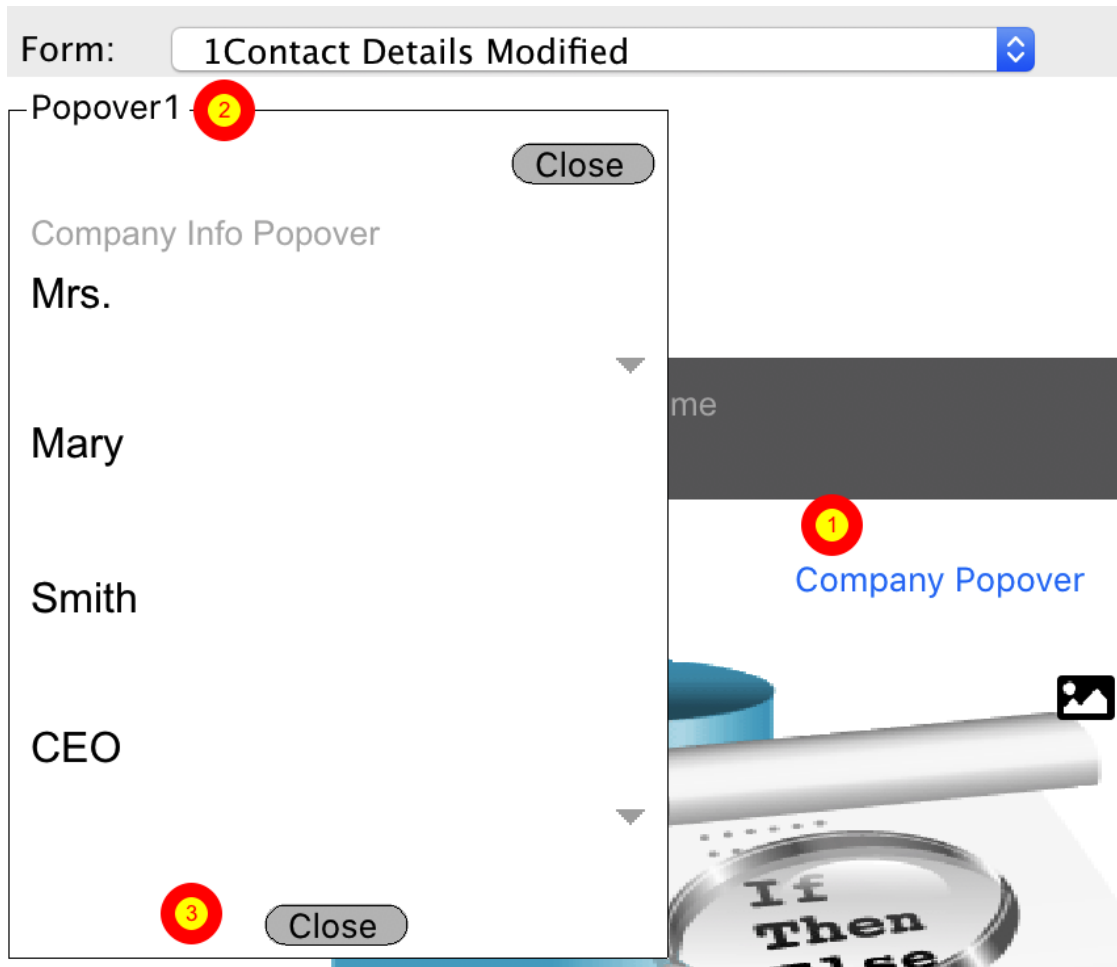 Form: 1Contact Details Modified
Popover1 2
Close
Company Info Popover
Mrs.
me
Mary
1
Company Popover
Smith
CEO
If
Then
Else
3 Close